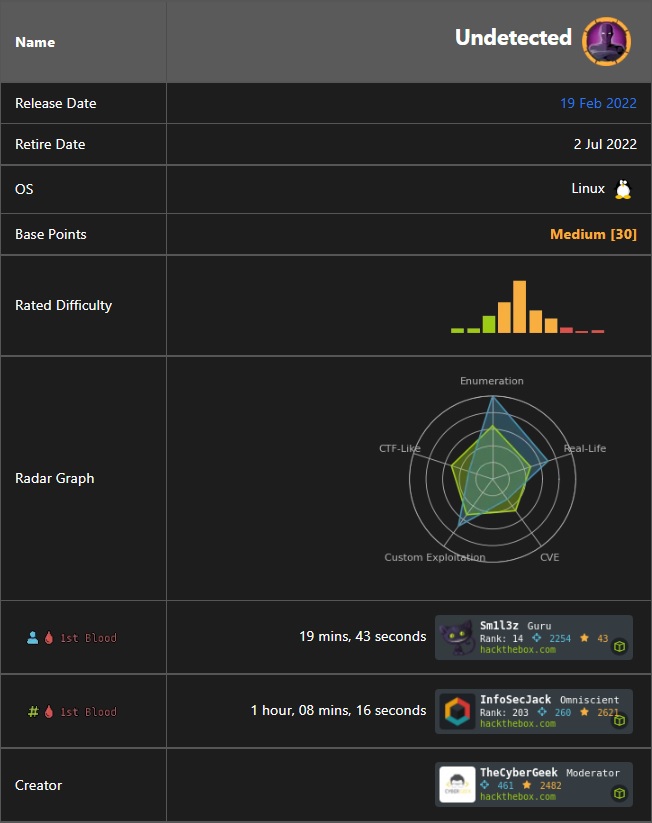 Name
Undetected
Release Date
19 Feb 2022
Retire Date
2 Jul 2022
OS
Linux
Base Points
Medium [30]
Rated Difficulty
Radar Graph
Enumeration
CTF-Like
Real-Life
Custom Exploitation
CVE
1st Blood
19 mins, 43 seconds
Sm1l3z Guru
Rank: 14 2254 43
hackthebox.com
# 1st Blood
1 hour, 08 mins, 16 seconds
InfoSecJack Omniscient
Rank: 203 260 2621
hackthebox.com
Creator
TheCyberGeek Moderator
461 2482
hackthebox.com